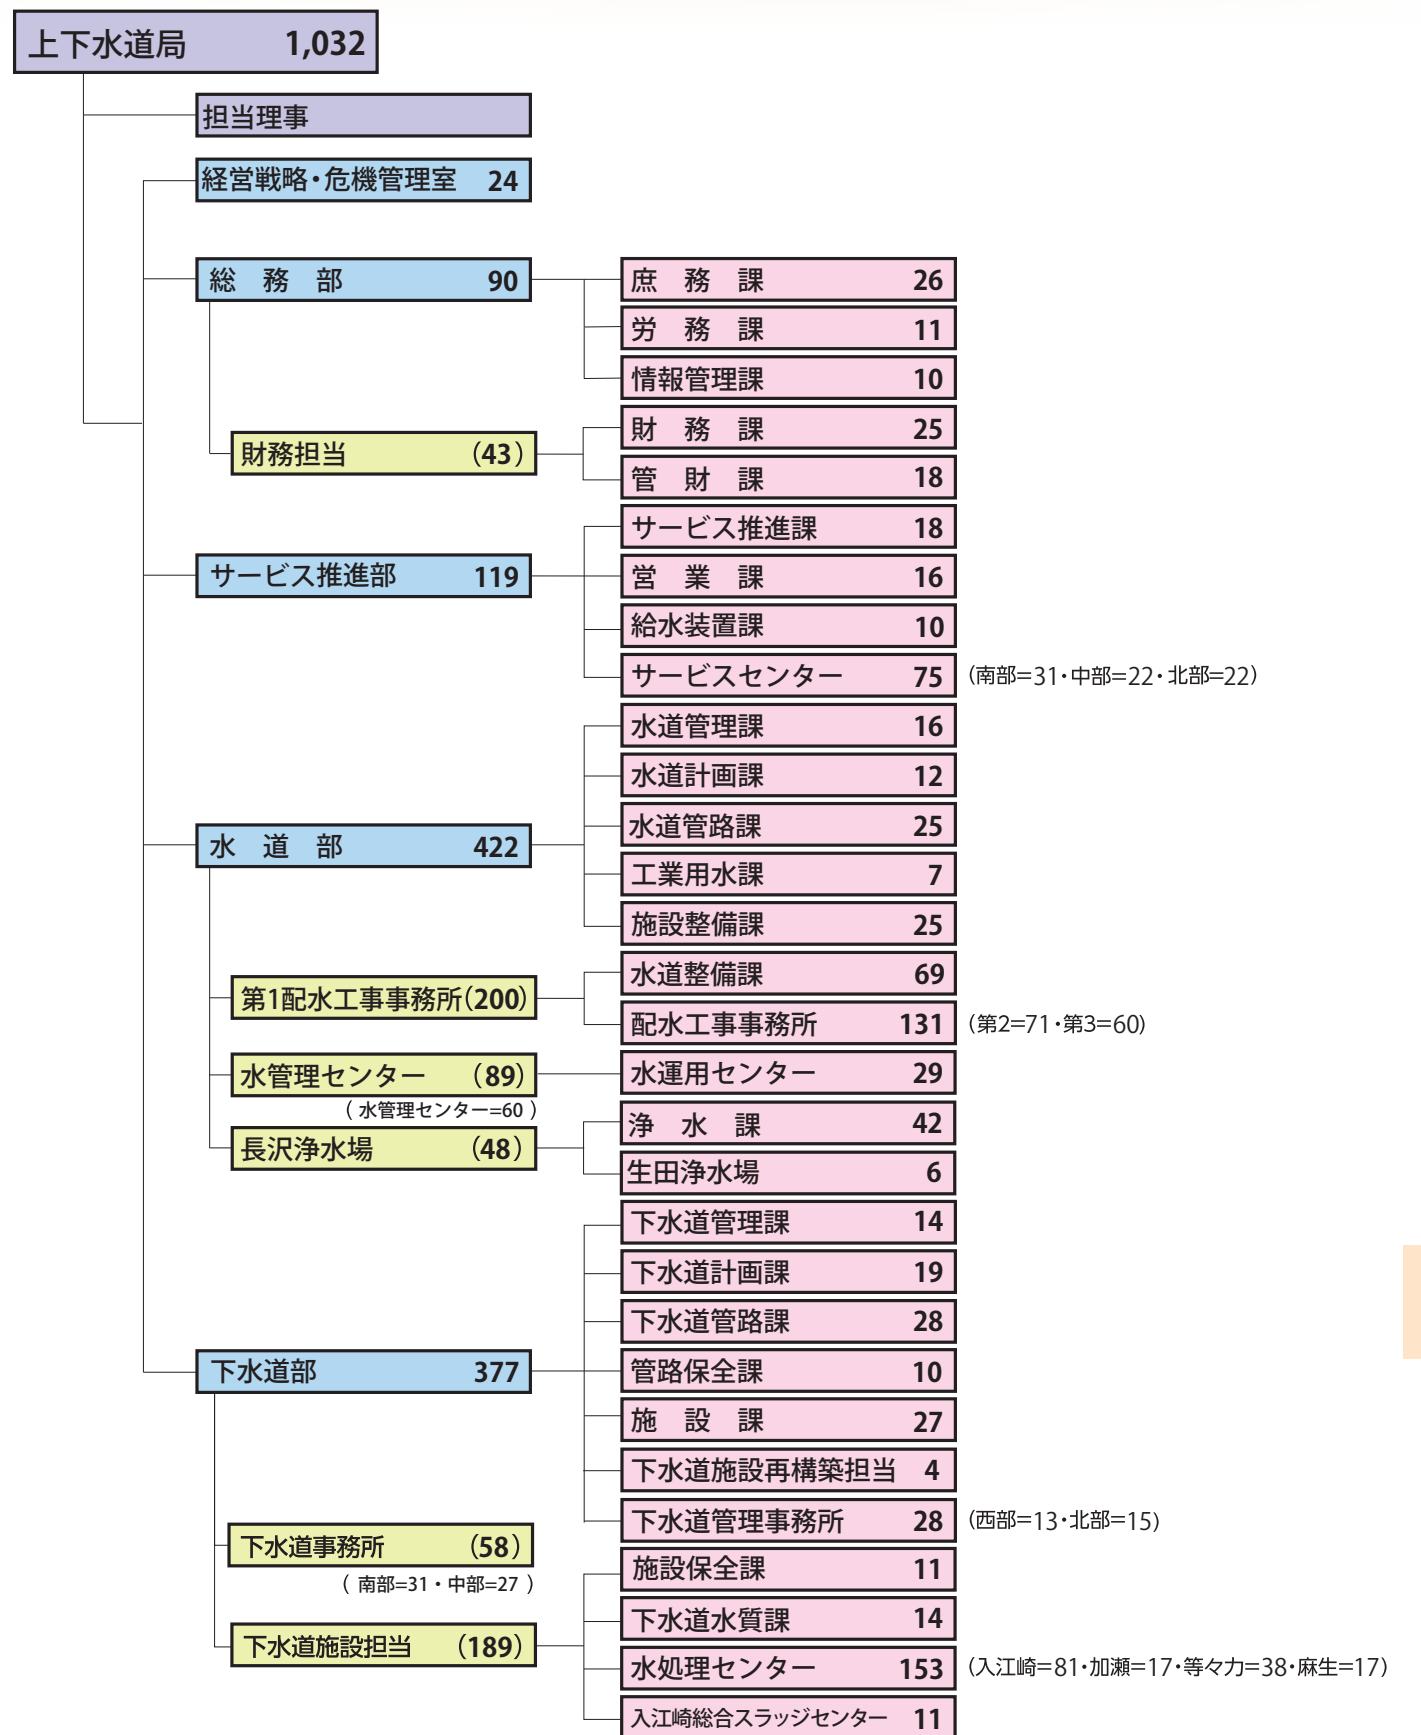 上下水道局 1,032
担当理事
経営戦略・危機管理室 24
総務部 90
庶務課 26
労務課 11
情報管理課 10
財務担当 (43)
財務課 25
管財課 18
サービス推進部 119
サービス推進課 18
営業課 16
給水装置課 10
サービスセンター 75 (南部=31・中部=22・北部=22)
水道部 422
水道管理課 16
水道計画課 12
水道管路課 25
工業用水課 7
施設整備課 25
第1配水工事事務所(200)
水道整備課 69
配水工事事務所 131 (第2=71・第3=60)
水管理センター (89)
(水管理センター=60)
水運用センター 29
長沢浄水場 (48)
浄水課 42
生田浄水場 6
下水道部 377
下水道管理課 14
下水道計画課 19
下水道管路課 28
管路保全課 10
施設課 27
下水道施設再構築担当 4
下水道管理事務所 28 (西部=13・北部=15)
下水道事務所 (58)
(南部=31・中部=27)
下水道施設担当 (189)
施設保全課 11
下水道水質課 14
水処理センター 153 (入江崎=81・加瀬=17・等々力=38・麻生=17)
入江崎総合スラッジセンター 11